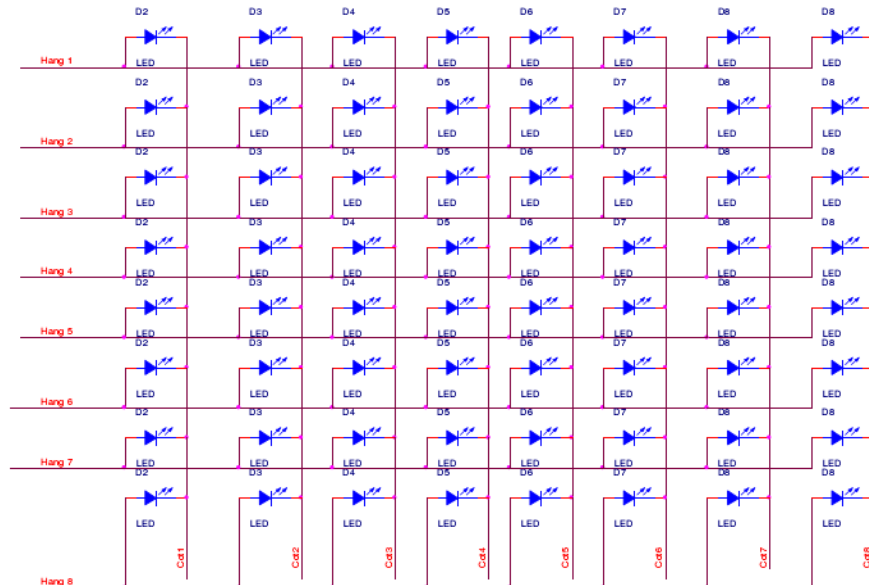 D2 D3 D4 D5 D6 D7 D8 D8
Hang 1 LED LED LED LED LED LED LED LED
D2 D3 D4 D5 D6 D7 D8 D8
LED LED LED LED LED LED LED LED
Hang 2
D2 D3 D4 D5 D6 D7 D8 D8
LED LED LED LED LED LED LED LED
Hang 3
D2 D3 D4 D5 D6 D7 D8 D8
Hang 4 LED LED LED LED LED LED LED LED
D2 D3 D4 D5 D6 D7 D8 D8
Hang 5 LED LED LED LED LED LED LED LED
D2 D3 D4 D5 D6 D7 D8 D8
LED LED LED LED LED LED LED LED
Hang 6
D2 D3 D4 D5 D6 D7 D8 D8
Hang 7 LED LED LED LED LED LED LED LED
D2 D3 D4 D5 D6 D7 D8 D8
LED LED LED LED LED LED LED LED
Cot1 Cot2 Cot3 Cot4 Cot5 Cot6 Cot7 Cot8
Hang 8